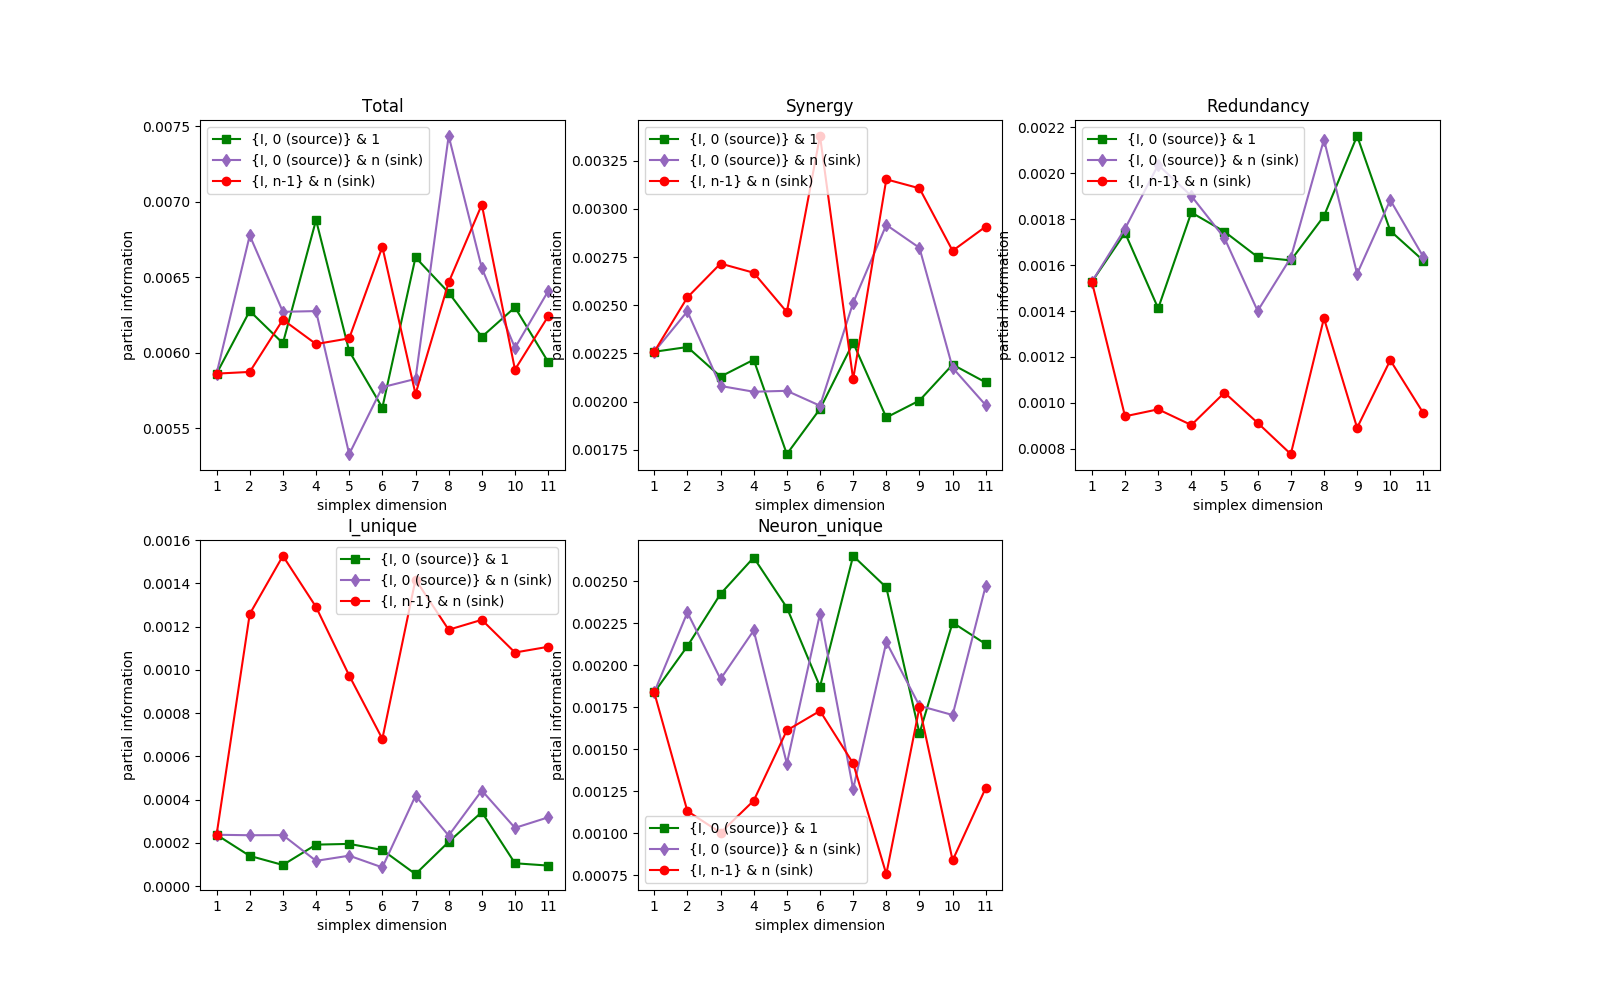 Total
0.0075
0.0070
0.0065
0.0060
0.0055
partial information
{I, 0 (source)} & 1
{I, 0 (source)} & n (sink)
{I, n-1} & n (sink)
1 2 3 4 5 6 7 8 9 10 11
simplex dimension
Synergy
0.00325
0.00300
0.00275
0.00250
0.00225
0.00200
0.00175
partial information
{I, 0 (source)} & 1
{I, 0 (source)} & n (sink)
{I, n-1} & n (sink)
1 2 3 4 5 6 7 8 9 10 11
simplex dimension
Redundancy
0.0022
0.0020
0.0018
0.0016
0.0014
0.0012
0.0010
0.0008
partial information
{I, 0 (source)} & 1
{I, 0 (source)} & n (sink)
{I, n-1} & n (sink)
1 2 3 4 5 6 7 8 9 10 11
simplex dimension
I_unique
0.0016
0.0014
0.0012
0.0010
0.0008
0.0006
0.0004
0.0002
0.0000
partial information
{I, 0 (source)} & 1
{I, 0 (source)} & n (sink)
{I, n-1} & n (sink)
1 2 3 4 5 6 7 8 9 10 11
simplex dimension
Neuron_unique
0.00250
0.00225
0.00200
0.00175
0.00150
0.00125
0.00100
0.00075
partial information
{I, 0 (source)} & 1
{I, 0 (source)} & n (sink)
{I, n-1} & n (sink)
1 2 3 4 5 6 7 8 9 10 11
simplex dimension